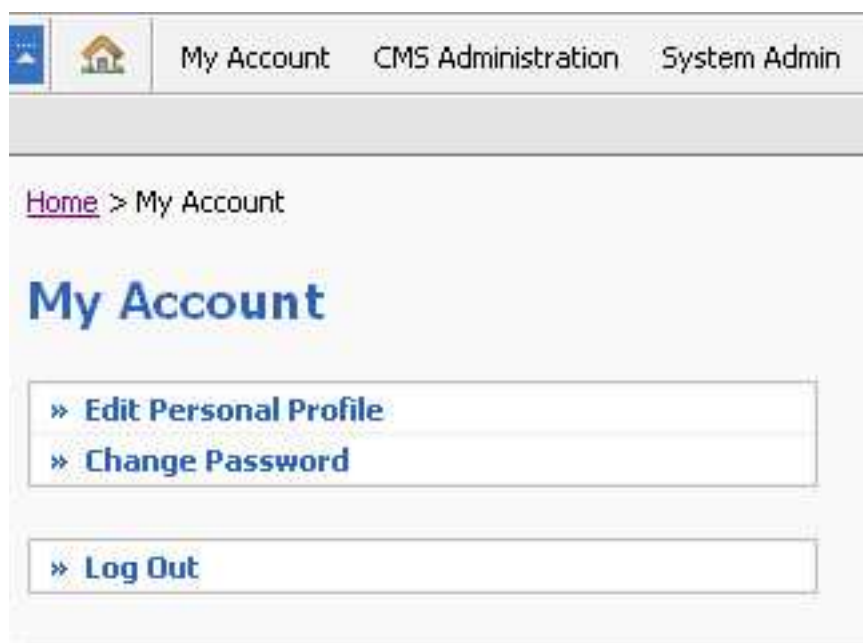 My Account CMS Administration System Admin
Home > My Account
My Account
» Edit Personal Profile
» Change Password
» Log Out